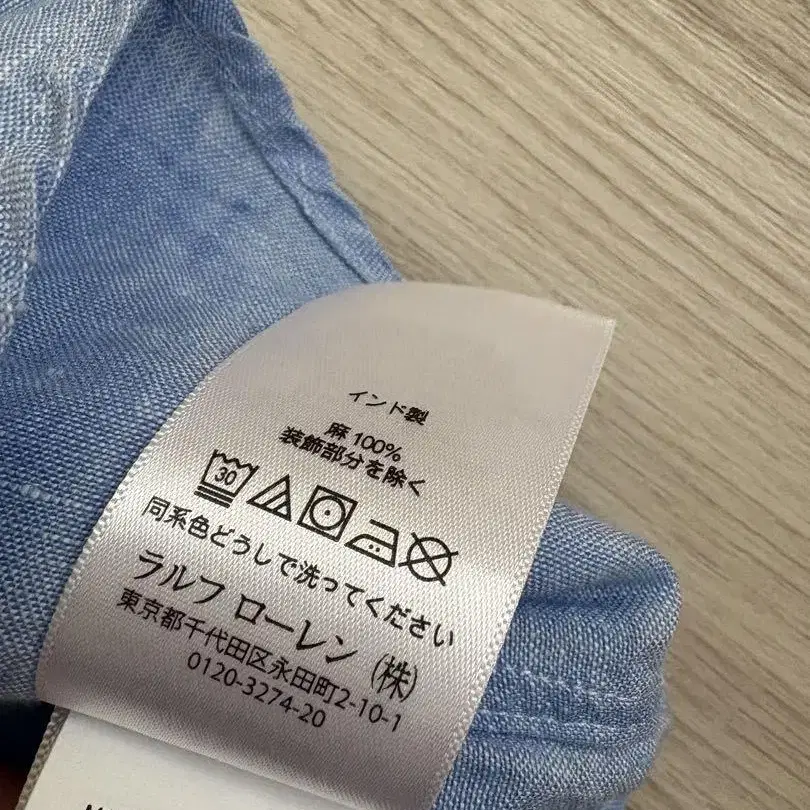 インド製
麻 100%
装飾部分を除く
30
同系色どうしで洗ってください
ラルフ ローレン (株)
東京都千代田区永田町2-10-1
0120-3274-20